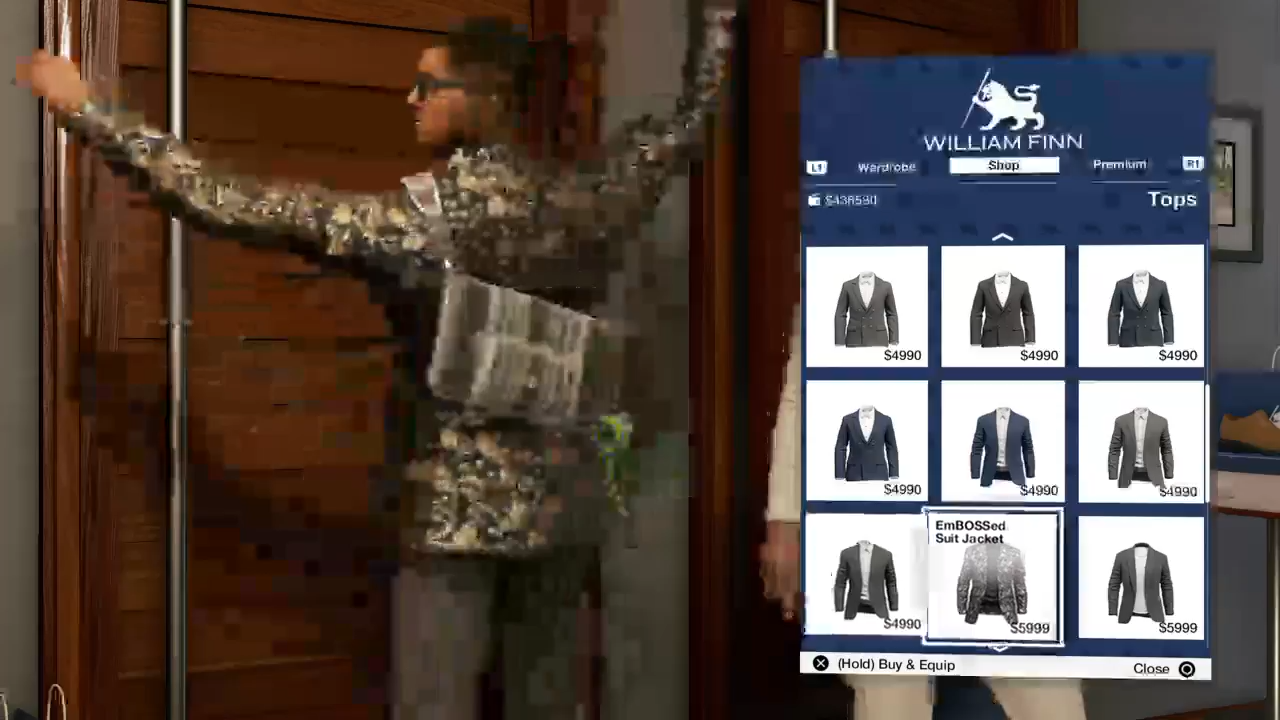 WILLIAM FINN
L1 Wardrobe Shop Premium R1
$436530 Tops
$4990 $4990 $4990
$4990 $4990 $4990
EmBOSSed
Suit Jacket
$4990 $5999 $5999
(Hold) Buy & Equip Close